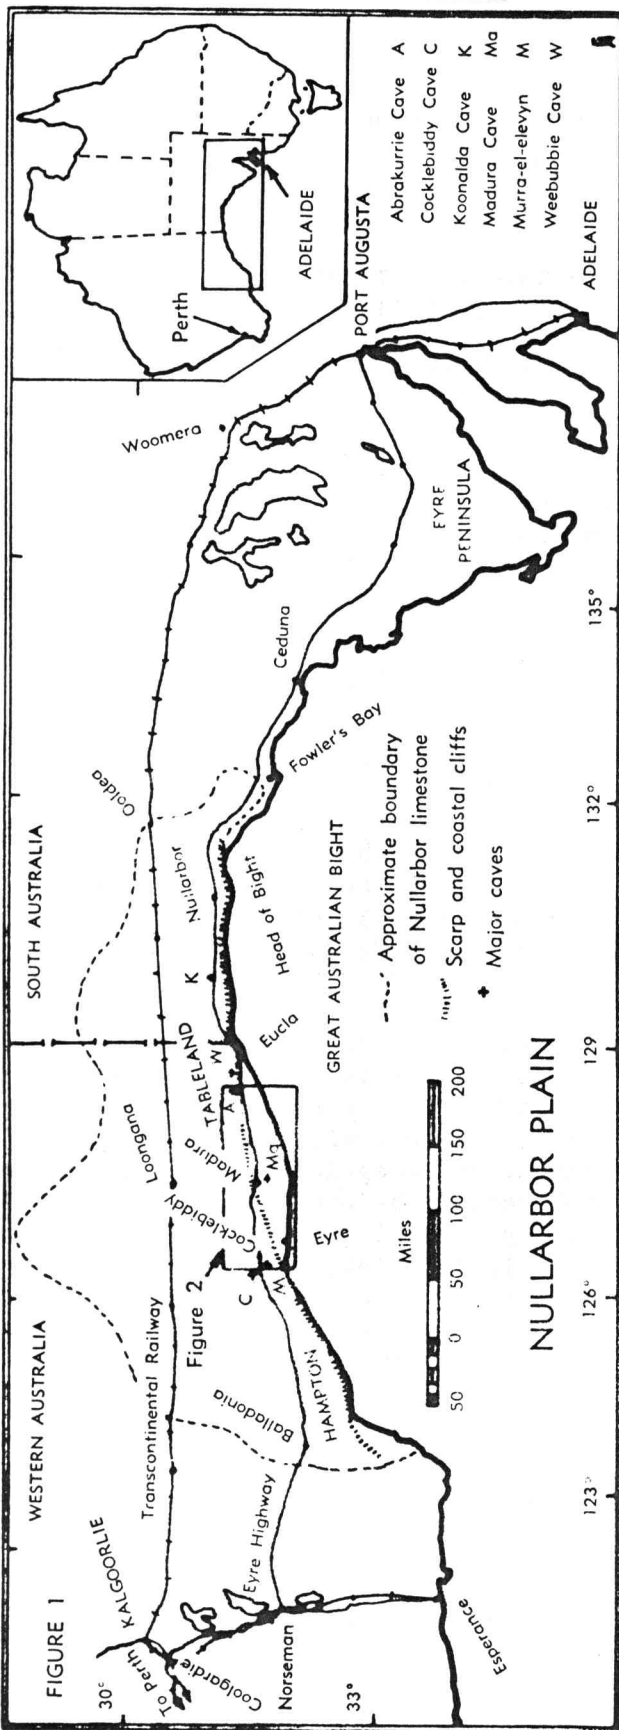 FIGURE 1
WESTERN AUSTRALIA
SOUTH AUSTRALIA
30°
33°
To Perth
KALGOORLIE
Coolgardie
Norseman
Esperance
Transcontinental Railway
Eyre Highway
Balladonia
HAMPTON
TABLELAND
Figure 2
C
W
Cocklebiddy
Madura
Ma
A
W
K
Loongana
Eyre
Eucla
Nullarbor
Head of Bight
Ooldea
Fowler's Bay
Ceduna
Woomera
EYRE
PENINSULA
PORT AUGUSTA
ADELAIDE
GREAT AUSTRALIAN BIGHT
Perth
ADELAIDE
Abrakurrie Cave A
Cocklebiddy Cave C
Koonalda Cave K
Madura Cave Ma
Murra-el-elevyn M
Weebubbie Cave W
Approximate boundary
of Nullarbor limestone
Scarp and coastal cliffs
Major caves
Miles
50 0 50 100 150 200
NULLARBOR PLAIN
123° 126° 129 132° 135°